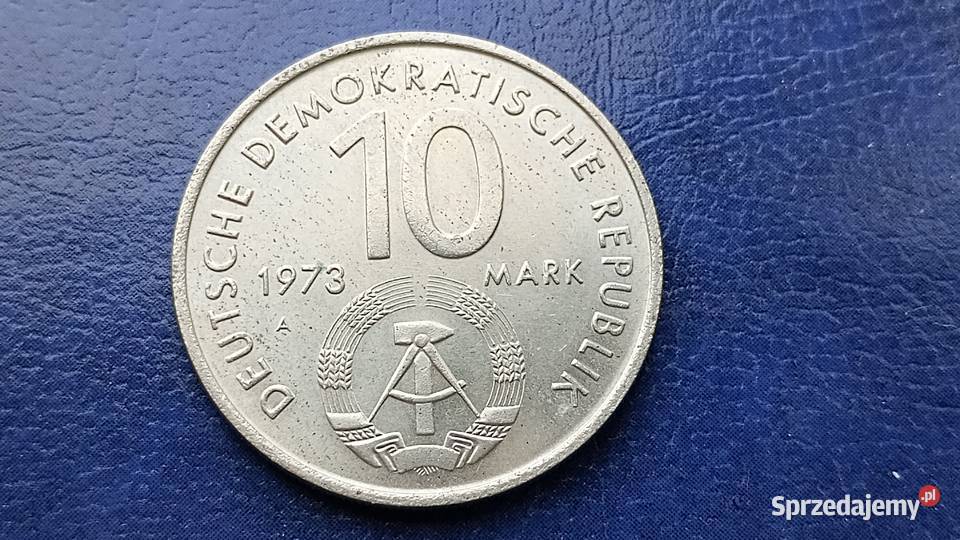 DEUTSCHE DEMOKRATISCHE REPUBLIK
10
1973 MARK
A
Sprzedajemy.pl